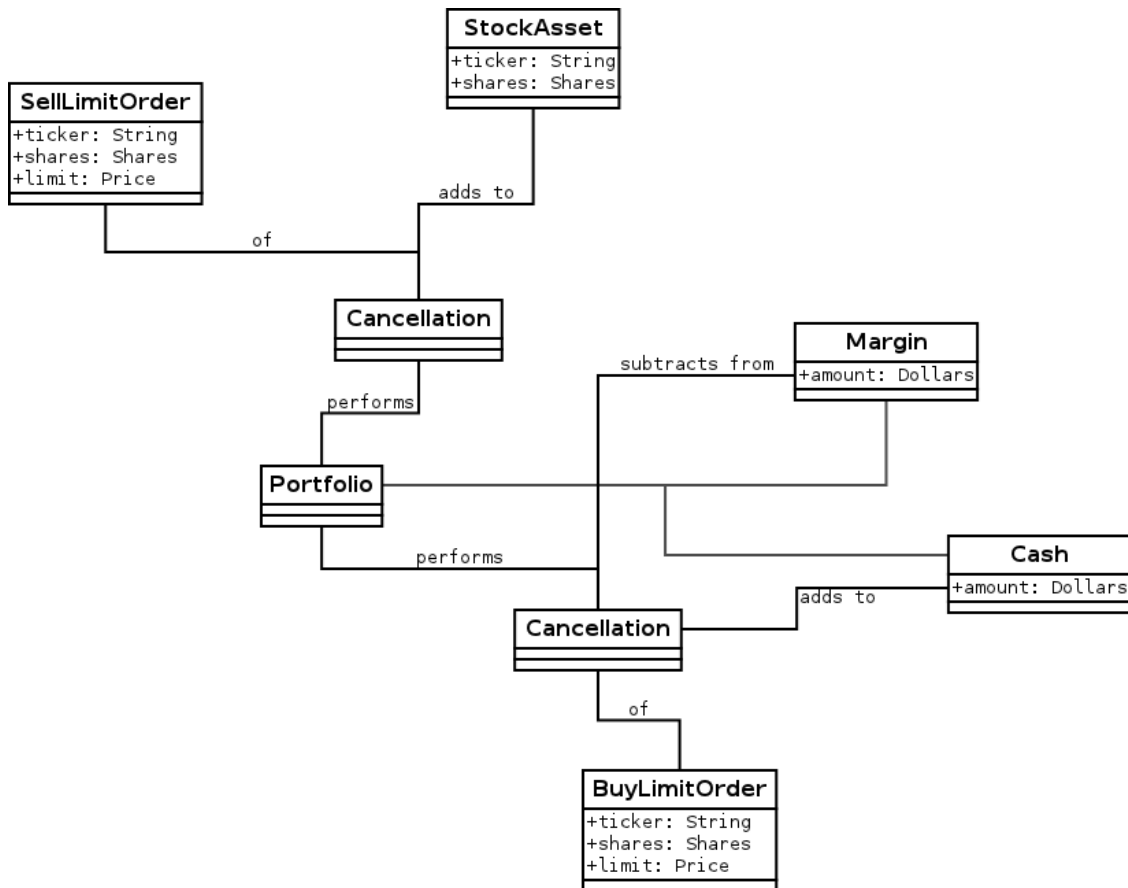 StockAsset
+ticker: String
+shares: Shares
SellLimitOrder
+ticker: String
+shares: Shares
+limit: Price
adds to
of
Cancellation
performs
Margin
+amount: Dollars
subtracts from
Portfolio
performs
Cash
+amount: Dollars
adds to
Cancellation
of
BuyLimitOrder
+ticker: String
+shares: Shares
+limit: Price